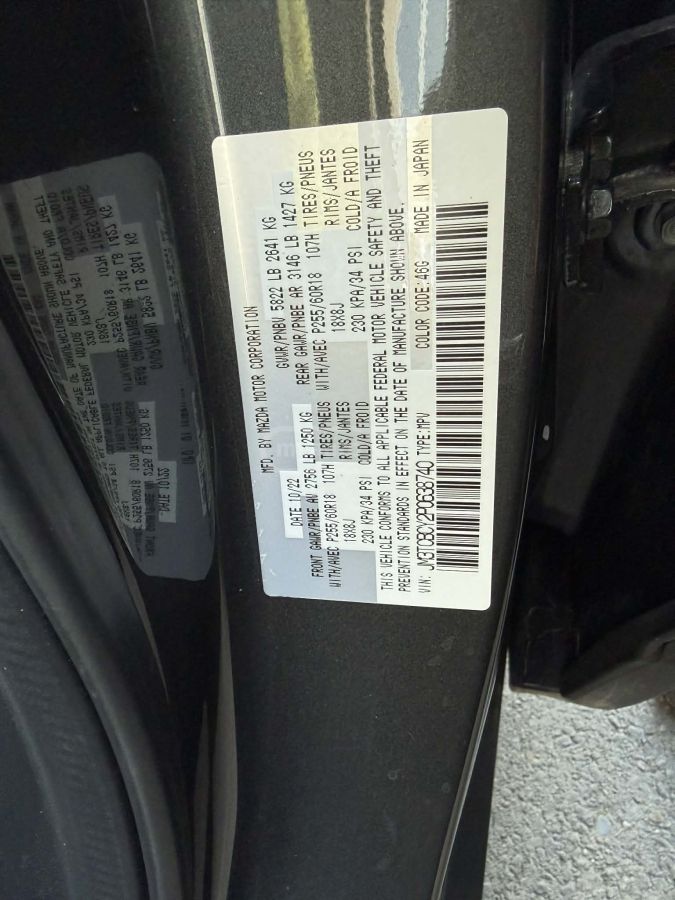 MFD. BY MAZDA MOTOR CORPORATION
DATE 10/22 GVWR/PNBV 5822 LB 2641 KG
FRONT GAWR/PNBE AV 2756 LB 1250 KG REAR GAWR/PNBE AR 3146 LB 1427 KG
WITH/AVEC P255/60R18 107H TIRES/PNEUS WITH/AVEC P255/60R18 107H TIRES/PNEUS
18X8J RIMS/JANTES 18X8J RIMS/JANTES
230 KPA/34 PSI COLD/A FROID 230 KPA/34 PSI COLD/A FROID
THIS VEHICLE CONFORMS TO ALL APPLICABLE FEDERAL MOTOR VEHICLE SAFETY AND THEFT
PREVENTION STANDARDS IN EFFECT ON THE DATE OF MANUFACTURE SHOWN ABOVE.
VIN: JM3TCBCY2P0638740 TYPE:MPV COLOR CODE:46G MADE IN JAPAN